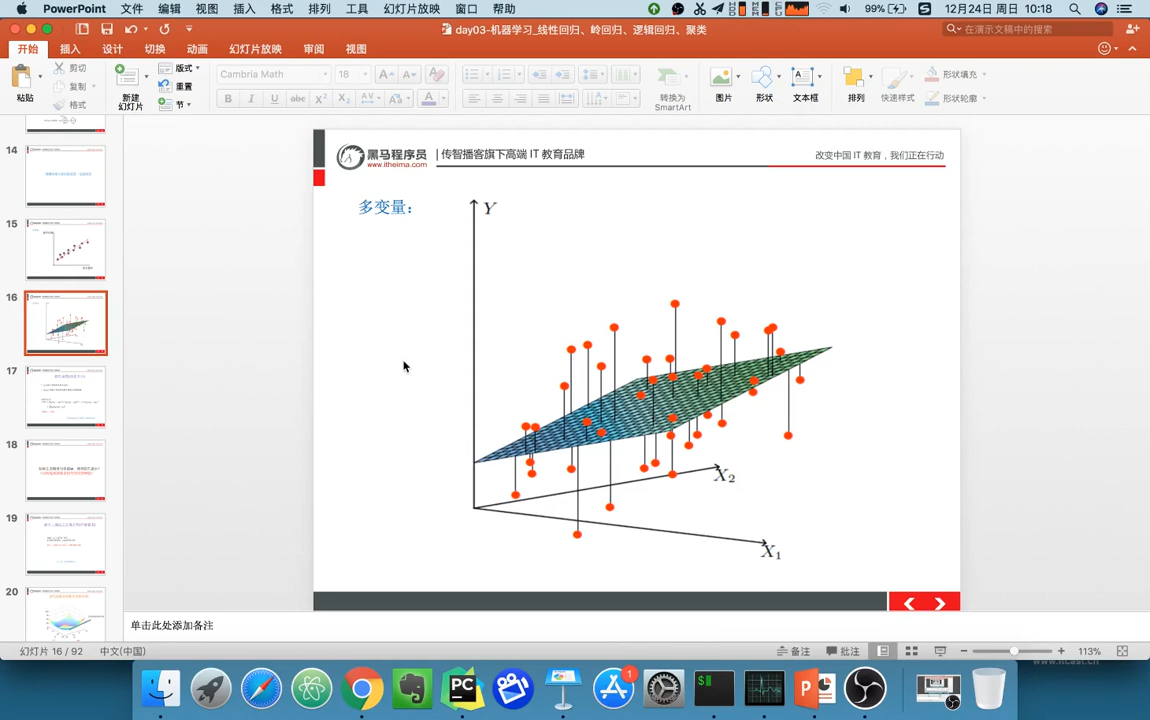 PowerPoint 文件 编辑 视图 插入 格式 排列 工具 幻灯片放映 窗口 帮助 99% 12月24日 周日 10:18
day03-机器学习_线性回归、岭回归、逻辑回归、聚类 在演示文稿中的搜索
开始 插入 设计 切换 动画 幻灯片放映 审阅 视图
粘贴 剪切 复制 格式
新建幻灯片 版式 重置 节
Cambria Math 18
转换为 SmartArt
图片 形状 文本框 排列 快速样式 形状填充 形状轮廓
14
15
16
17
18
19
20
黑马程序员 | 传智播客旗下高端 IT 教育品牌
www.itheima.com
改变中国 IT 教育，我们正在行动
多变量：
Y
X2
X1
单击此处添加备注
幻灯片 16 / 92 中文(中国) 备注 批注 113%
www.itcast.cn
PC
1